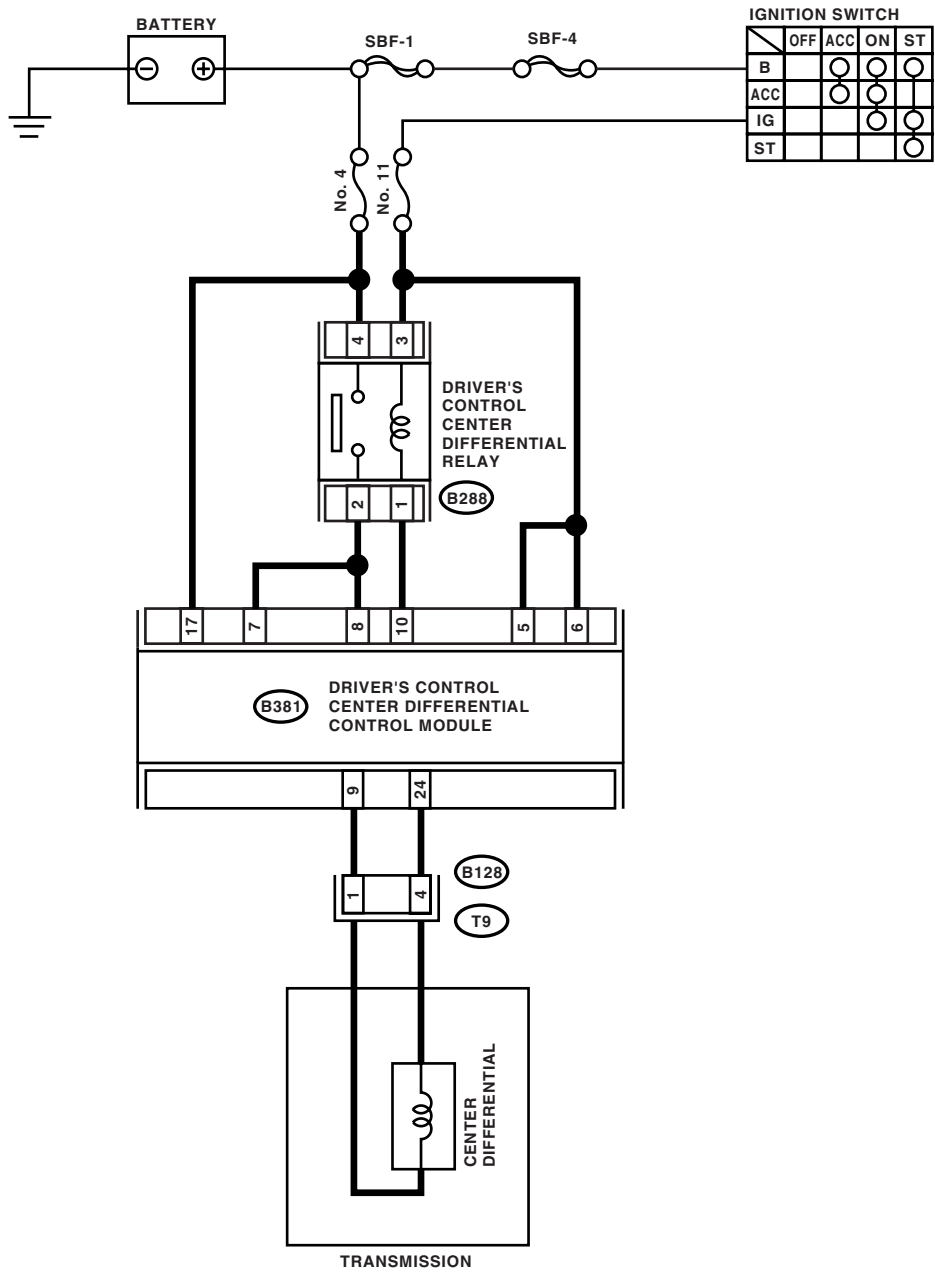 BATTERY
SBF-1
SBF-4
IGNITION SWITCH
OFF ACC ON ST
B
ACC
IG
ST
No. 4
No. 11
4 3
DRIVER'S
CONTROL
CENTER
DIFFERENTIAL
RELAY
B288
2 1
17 7 8 10 5 6
B381
DRIVER'S CONTROL
CENTER DIFFERENTIAL
CONTROL MODULE
9 24
1 4
B128
T9
CENTER
DIFFERENTIAL
TRANSMISSION